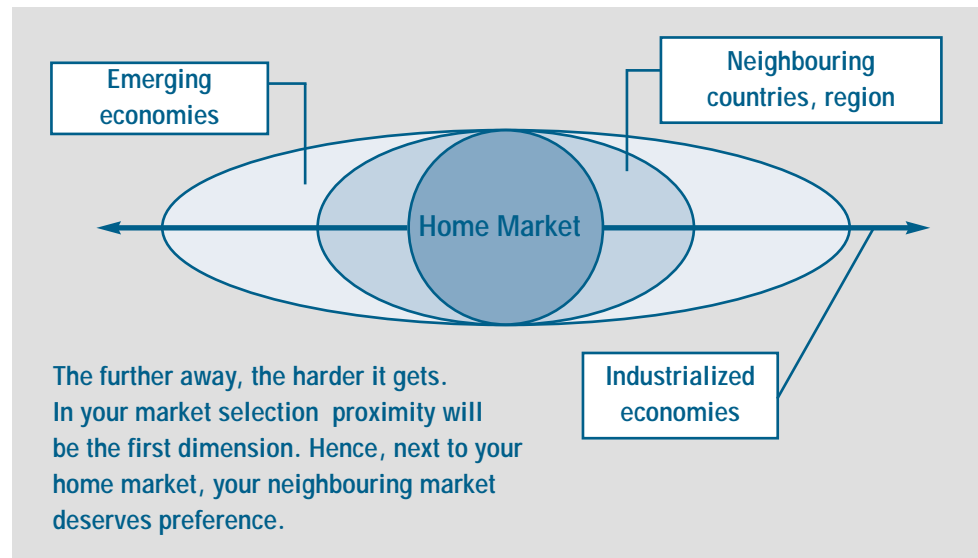 Emerging
economies
Neighbouring
countries, region
Home Market
Industrialized
economies
The further away, the harder it gets.
In your market selection proximity will
be the first dimension. Hence, next to your
home market, your neighbouring market
deserves preference.